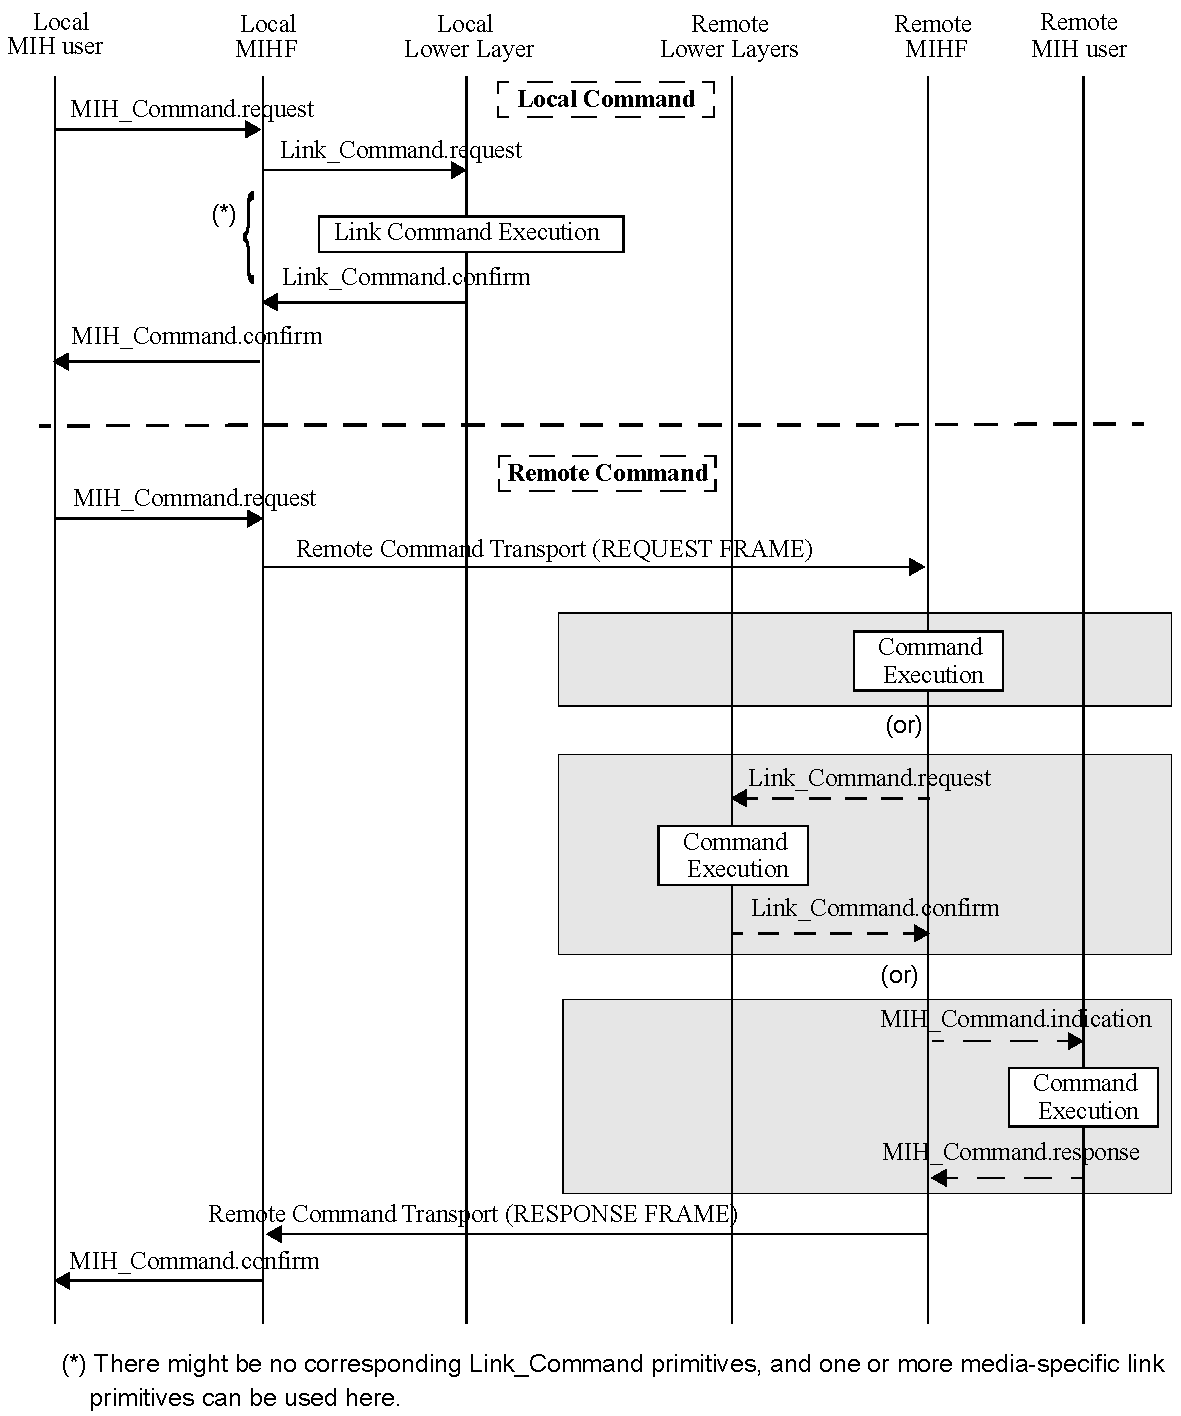 Local
MIH user
Local
MIHF
Local
Lower Layer
Remote
Lower Layers
Remote
MIHF
Remote
MIH user
Local Command
MIH_Command.request
Link_Command.request
(*)
Link Command Execution
Link_Command.confirm
MIH_Command.confirm
Remote Command
MIH_Command.request
Remote Command Transport (REQUEST FRAME)
Command
Execution
(or)
Link_Command.request
Command
Execution
Link_Command.confirm
(or)
MIH_Command.indication
Command
Execution
MIH_Command.response
Remote Command Transport (RESPONSE FRAME)
MIH_Command.confirm
(*) There might be no corresponding Link_Command primitives, and one or more media-specific link
primitives can be used here.